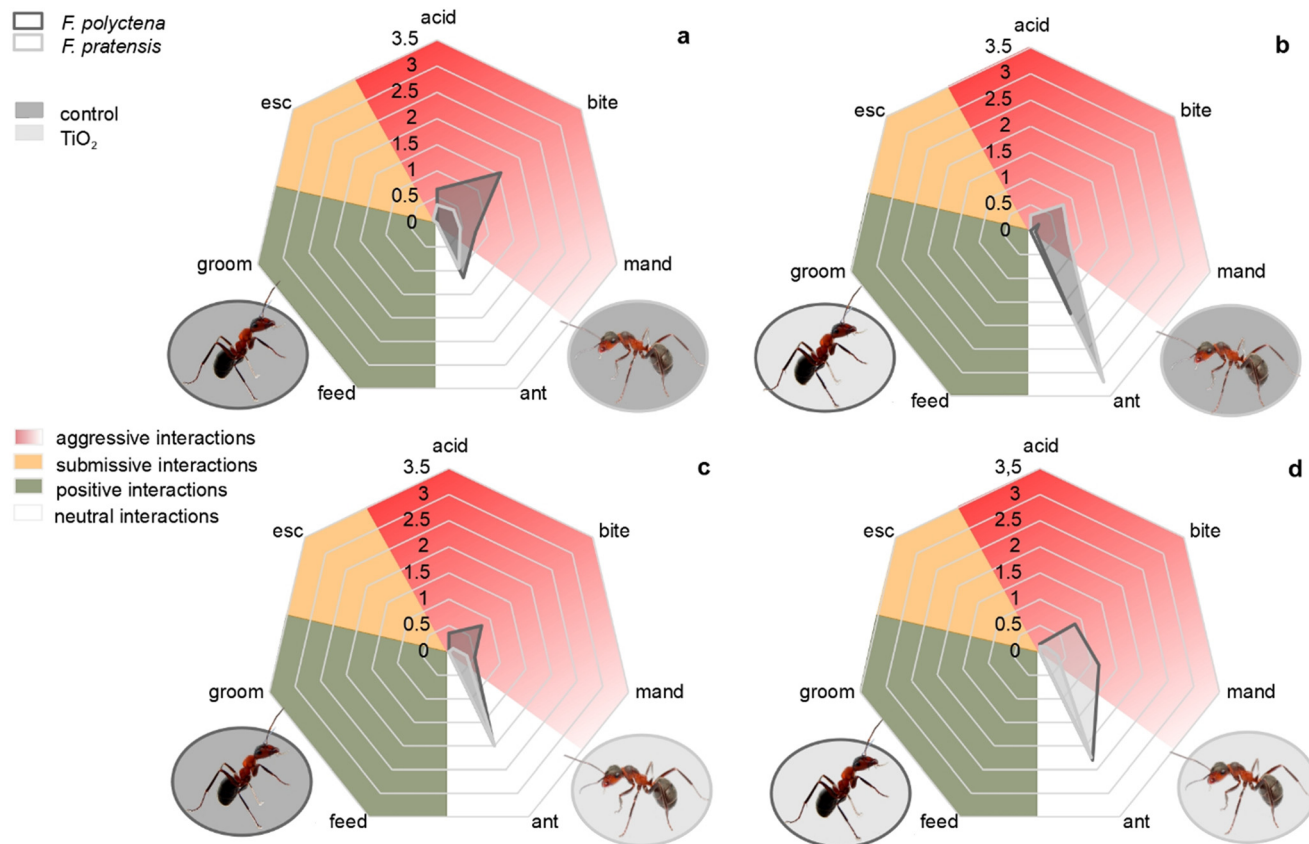 F. polyctena
F. pratensis
control
TiO₂
a
acid
3.5
3
2.5
2
1.5
1
0.5
0
esc
bite
groom
mand
feed
ant
b
acid
3.5
3
2.5
2
1.5
1
0.5
0
esc
bite
groom
mand
feed
ant
aggressive interactions
submissive interactions
positive interactions
neutral interactions
c
acid
3.5
3
2.5
2
1.5
1
0.5
0
esc
bite
groom
mand
feed
ant
d
acid
3,5
3
2.5
2
1.5
1
0.5
0
esc
bite
groom
mand
feed
ant